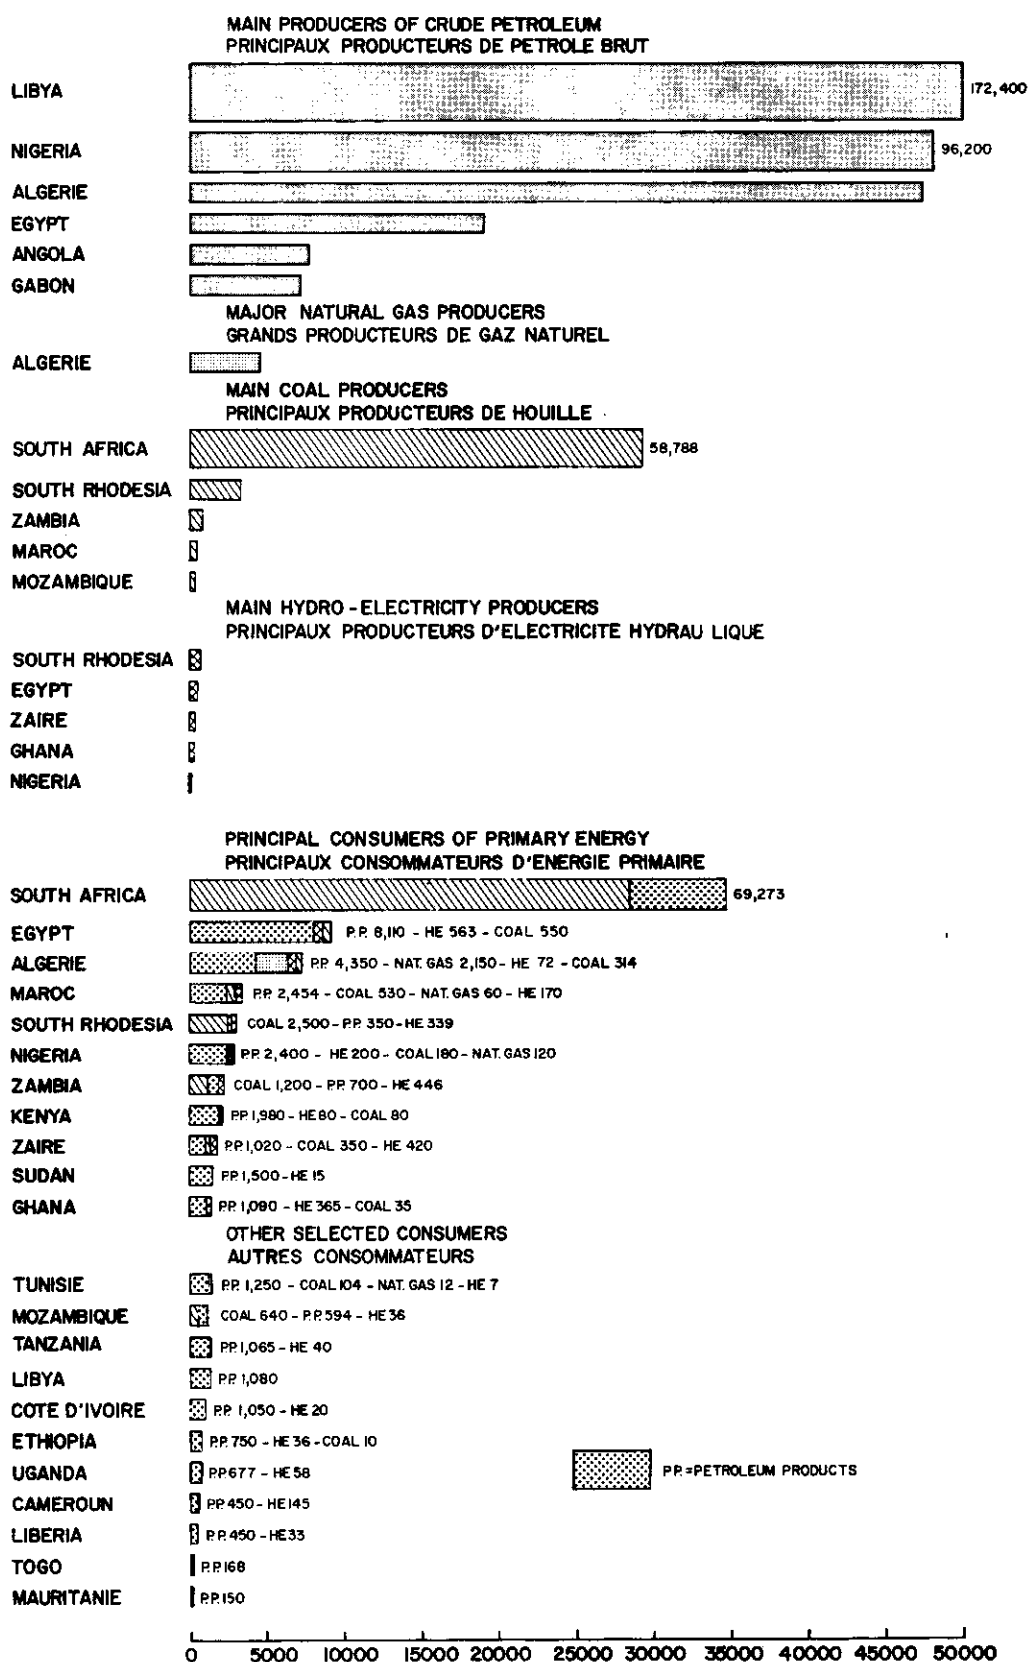 MAIN PRODUCERS OF CRUDE PETROLEUM
PRINCIPAUX PRODUCTEURS DE PETROLE BRUT
LIBYA 172,400
NIGERIA 96,200
ALGERIE
EGYPT
ANGOLA
GABON
MAJOR NATURAL GAS PRODUCERS
GRANDS PRODUCTEURS DE GAZ NATUREL
ALGERIE
MAIN COAL PRODUCERS
PRINCIPAUX PRODUCTEURS DE HOUILLE
SOUTH AFRICA 58,788
SOUTH RHODESIA
ZAMBIA
MAROC
MOZAMBIQUE
MAIN HYDRO-ELECTRICITY PRODUCERS
PRINCIPAUX PRODUCTEURS D'ELECTRICITE HYDRAU LIQUE
SOUTH RHODESIA
EGYPT
ZAIRE
GHANA
NIGERIA
PRINCIPAL CONSUMERS OF PRIMARY ENERGY
PRINCIPAUX CONSOMMATEURS D'ENERGIE PRIMAIRE
SOUTH AFRICA 69,273
EGYPT P.P. 8,110 - HE 563 - COAL 550
ALGERIE P.P. 4,350 - NAT. GAS 2,150 - HE 72 - COAL 314
MAROC P.P. 2,454 - COAL 530 - NAT. GAS 60 - HE 170
SOUTH RHODESIA COAL 2,500 - P.P. 350 - HE 339
NIGERIA P.P. 2,400 - HE 200 - COAL 180 - NAT. GAS 120
ZAMBIA COAL 1,200 - P.P. 700 - HE 446
KENYA P.P. 1,980 - HE 80 - COAL 80
ZAIRE P.P. 1,020 - COAL 350 - HE 420
SUDAN P.P. 1,500 - HE 15
GHANA P.P. 1,090 - HE 365 - COAL 35
OTHER SELECTED CONSUMERS
AUTRES CONSOMMATEURS
TUNISIE P.P. 1,250 - COAL 104 - NAT. GAS 12 - HE 7
MOZAMBIQUE COAL 640 - P.P. 594 - HE 36
TANZANIA P.P. 1,065 - HE 40
LIBYA P.P. 1,080
COTE D'IVOIRE P.P. 1,050 - HE 20
ETHIOPIA P.P. 750 - HE 36 - COAL 10
UGANDA P.P. 677 - HE 58 P.P. = PETROLEUM PRODUCTS
CAMEROUN P.P. 450 - HE 145
LIBERIA P.P. 450 - HE 33
TOGO P.P. 168
MAURITANIE P.P. 150
0 5000 10000 15000 20000 25000 30000 35000 40000 45000 50000